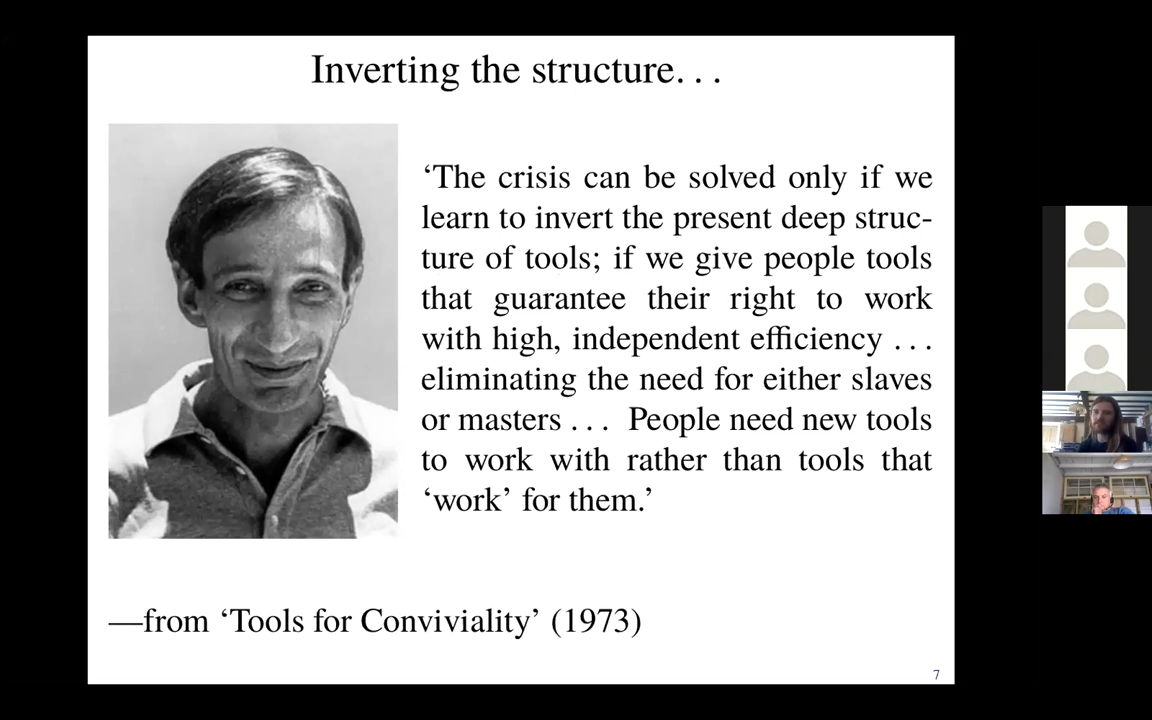 Inverting the structure. . .
‘The crisis can be solved only if we
learn to invert the present deep struc-
ture of tools; if we give people tools
that guarantee their right to work
with high, independent efficiency . . .
eliminating the need for either slaves
or masters . . . People need new tools
to work with rather than tools that
‘work’ for them.’
—from ‘Tools for Conviviality’ (1973)
7